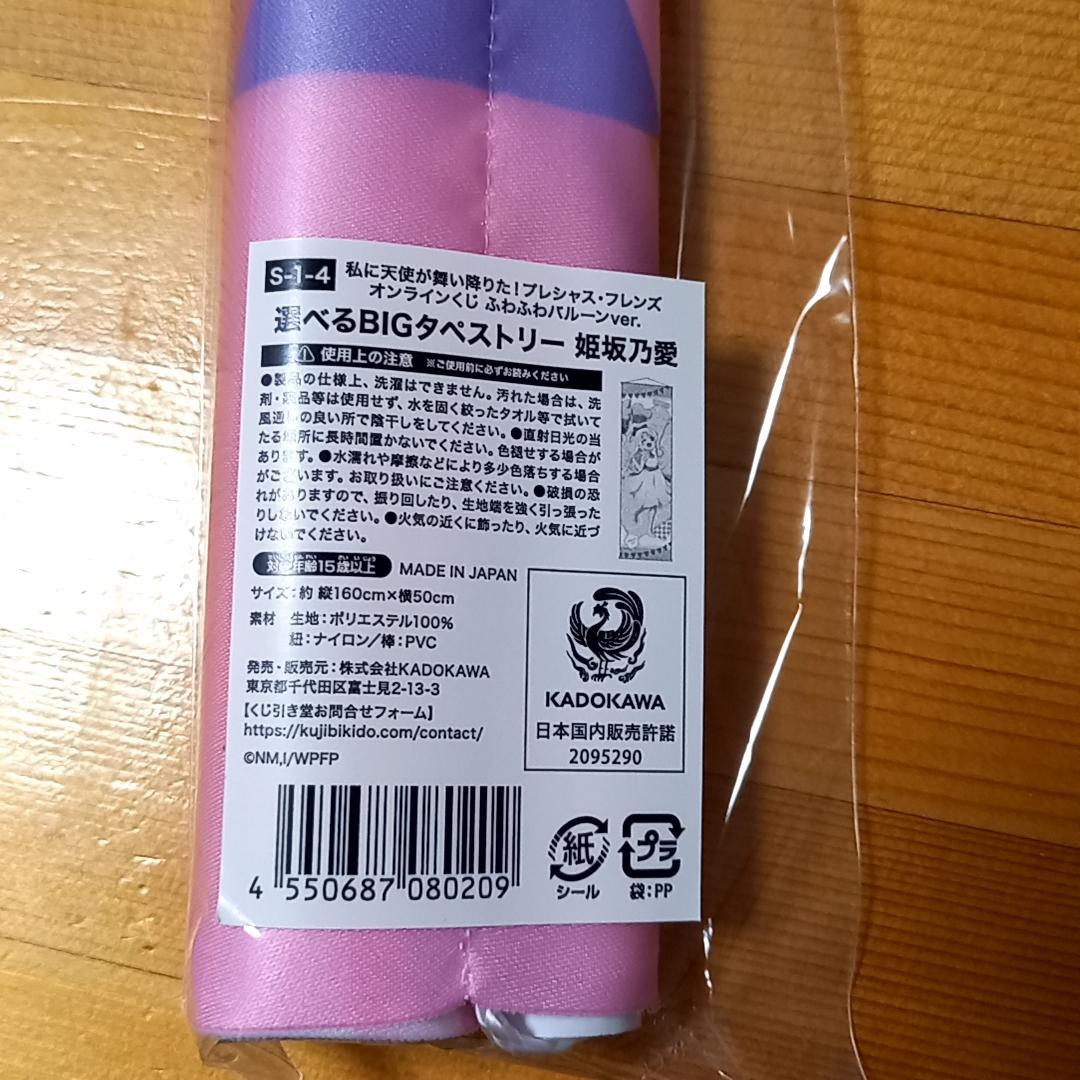 S-1-4
私に天使が舞い降りた!プレシャス・フレンズ
オンラインくじ ふわふわバルーンver.
選べるBIGタペストリー 姫坂乃愛
使用上の注意 ※ご使用前に必ずお読みください
●製品の仕様上、洗濯はできません。汚れた場合は、洗
剤・薬品等は使用せず、水を固く絞ったタオル等で拭いて
風通しの良い所で陰干しをしてください。●直射日光の当
たる場所に長時間置かないでください。色褪せする場合が
あります。●水濡れや摩擦などにより多少色落ちする場合
がございます。お取り扱いにご注意ください。●破損の恐
れがありますので、振り回したり、生地端を強く引っ張った
りしないでください。●火気の近くに飾ったり、火気に近づ
けないでください。
対象年齢15歳以上 MADE IN JAPAN
サイズ:約 縦160cm×横50cm
素材 生地:ポリエステル100%
紐:ナイロン/棒:PVC
発売・販売元:株式会社KADOKAWA
東京都千代田区富士見2-13-3
【くじ引き堂お問合せフォーム】
https://kujibikido.com/contact/
©NM,I/WPFP
KADOKAWA
日本国内販売許諾
2095290
4 550687 080209
紙
シール
プラ
袋:PP